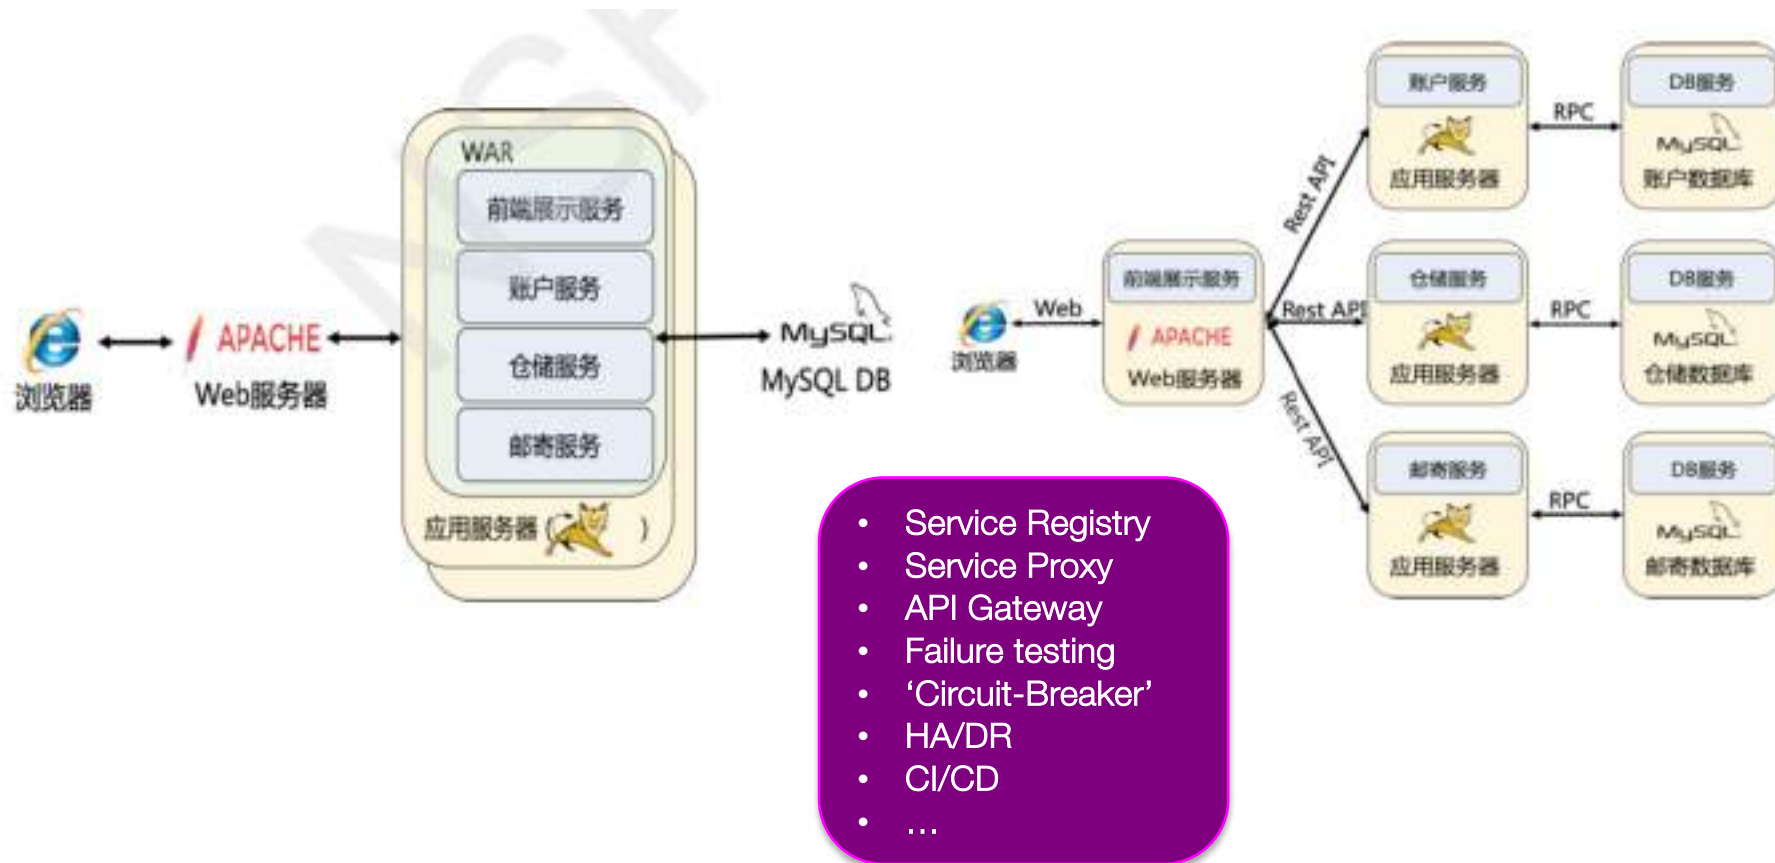 WAR
前端展示服务
账户服务
仓储服务
邮寄服务
应用服务器 ( )
浏览器
APACHE
Web服务器
MySQL
MySQL DB
浏览器
Web
前端展示服务
APACHE
Web服务器
Rest API
Rest API
Rest API
账户服务
应用服务器
RPC
DB服务
MySQL
账户数据库
仓储服务
应用服务器
RPC
DB服务
MySQL
仓储数据库
邮寄服务
应用服务器
RPC
DB服务
MySQL
邮寄数据库
• Service Registry
• Service Proxy
• API Gateway
• Failure testing
• ‘Circuit-Breaker’
• HA/DR
• CI/CD
• ...